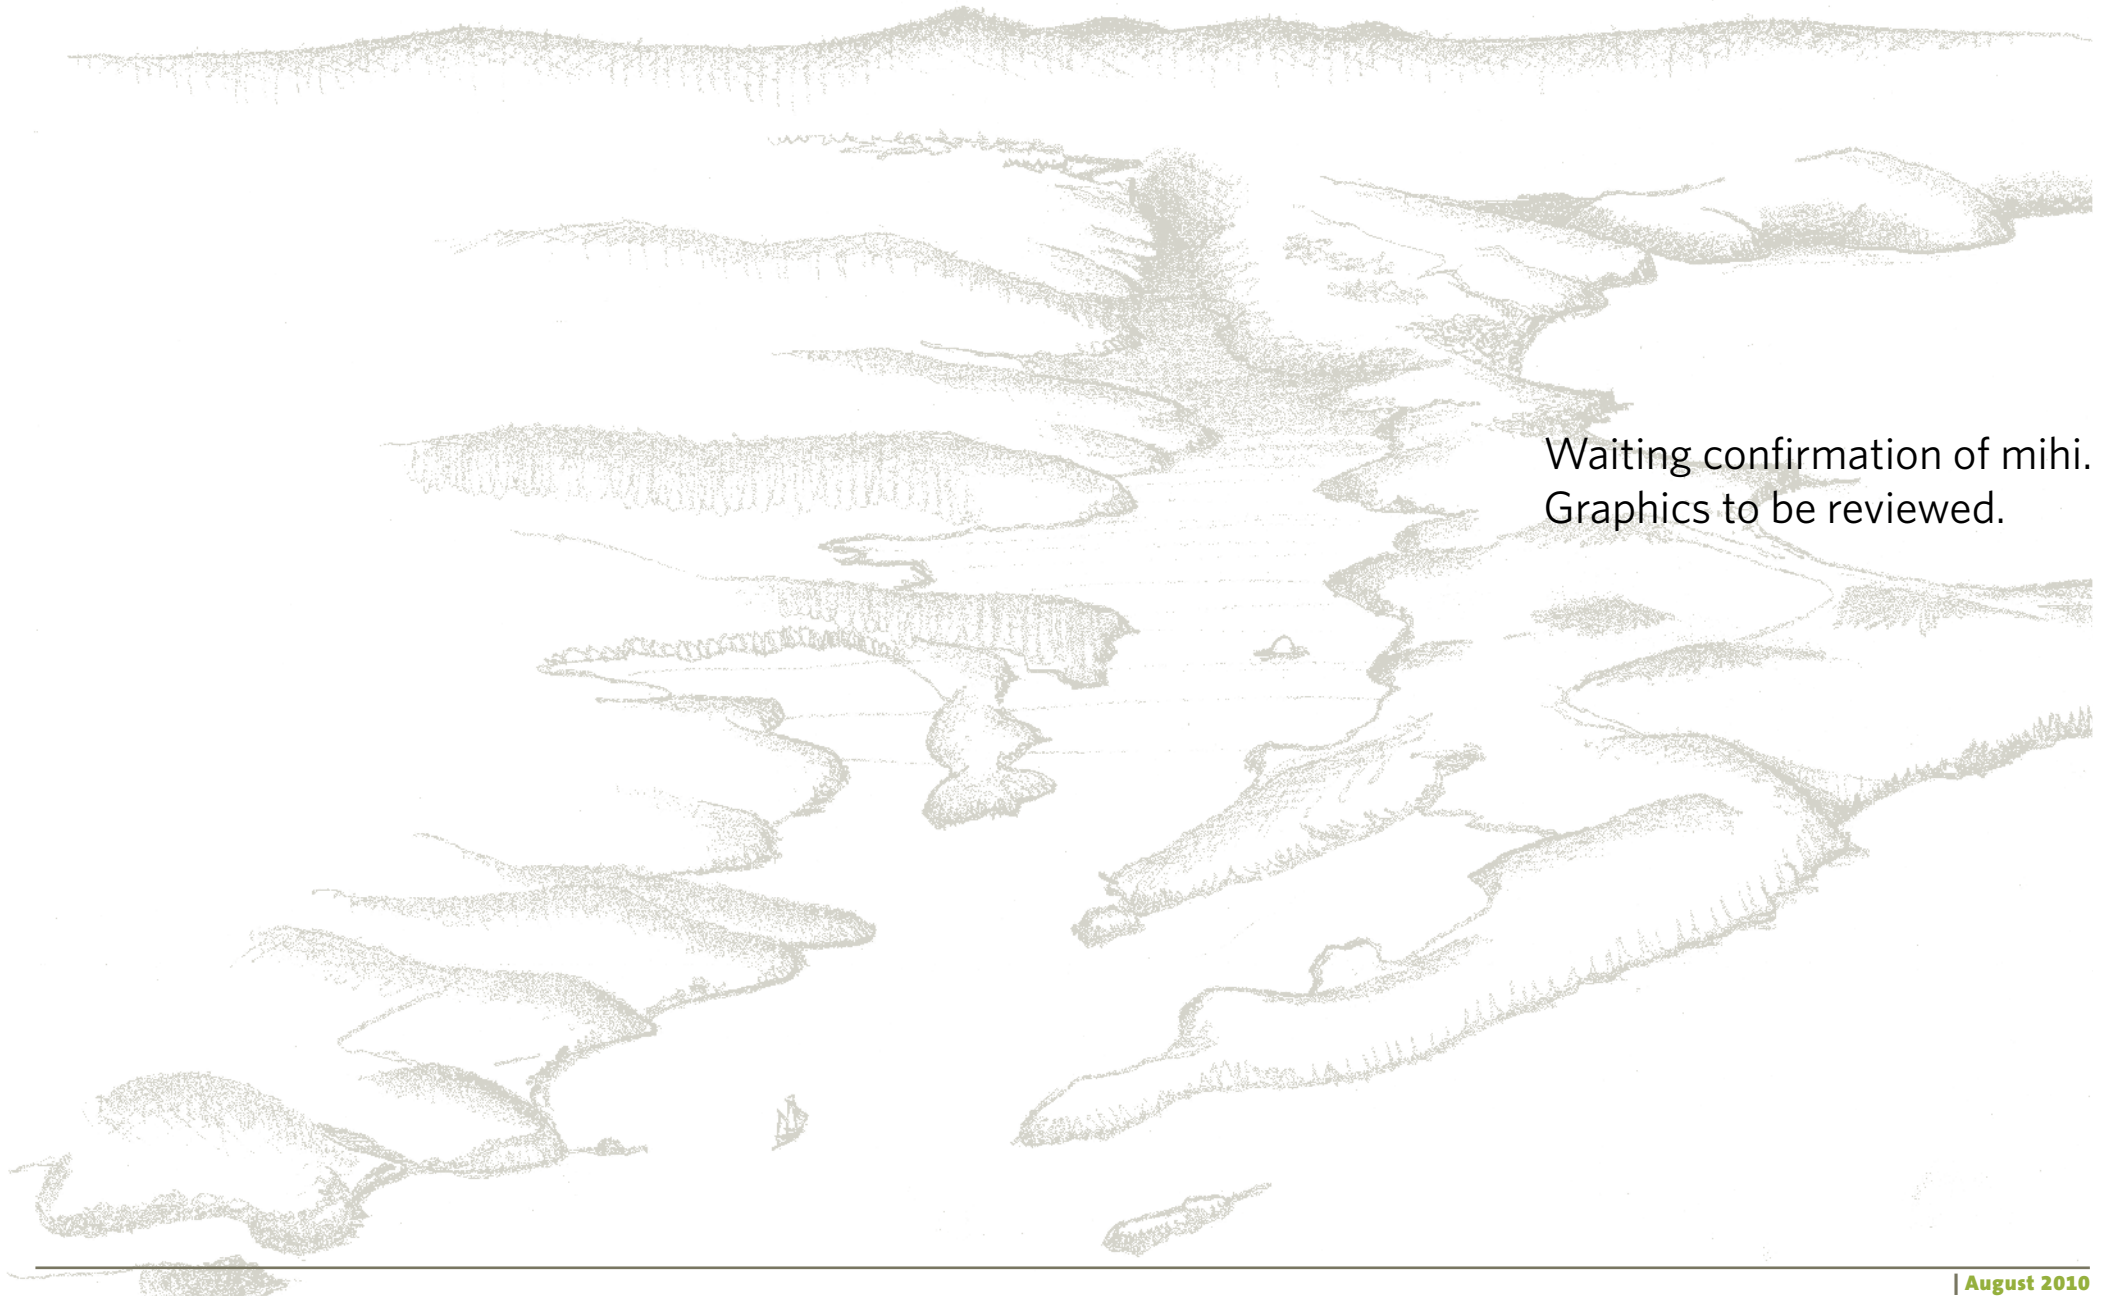 Waiting confirmation of mihi.
Graphics to be reviewed.
| August 2010